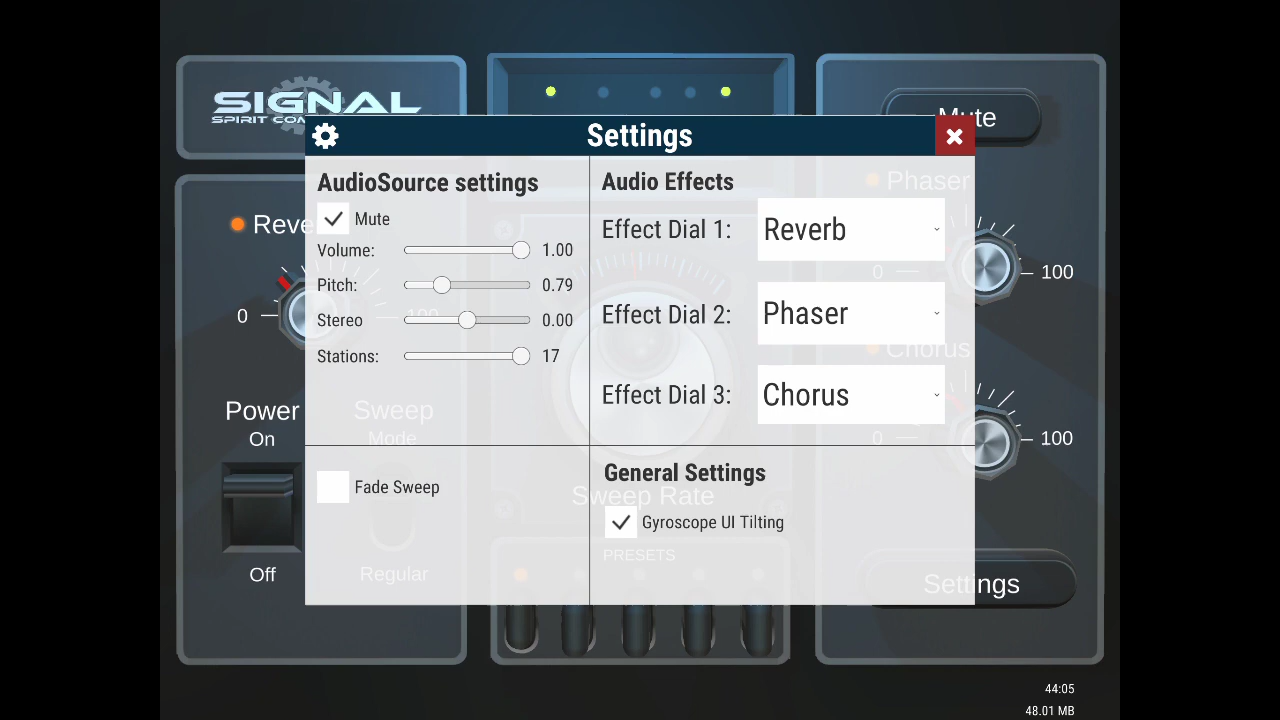 SIGNAL
SPIRIT COM
Mute
Settings
AudioSource settings
Mute
Volume: 1.00
Pitch: 0.79
Stereo 0.00
Stations: 17
Audio Effects
Effect Dial 1: Reverb
Effect Dial 2: Phaser
Effect Dial 3: Chorus
Fade Sweep
General Settings
Gyroscope UI Tilting
Reve
0
100
Phaser
0
100
Chorus
0
100
Power
On
Off
Sweep
Mode
Regular
Sweep Rate
PRESETS
Settings
44:05
48.01 MB